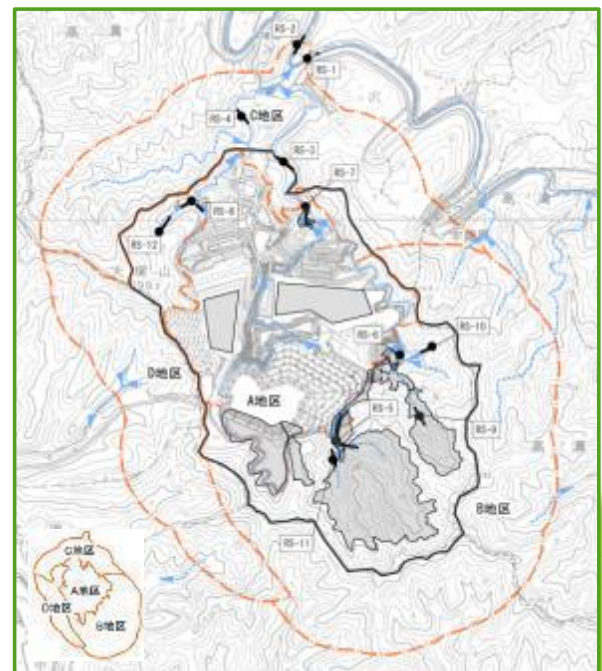 RS-2
RS-1
RS-4
C地区
RS-3
RS-7
RS-8
RS-12
RS-6
RS-10
D地区
A地区
RS-5
RS-9
B地区
RS-11
C地区
A地区
D地区
B地区